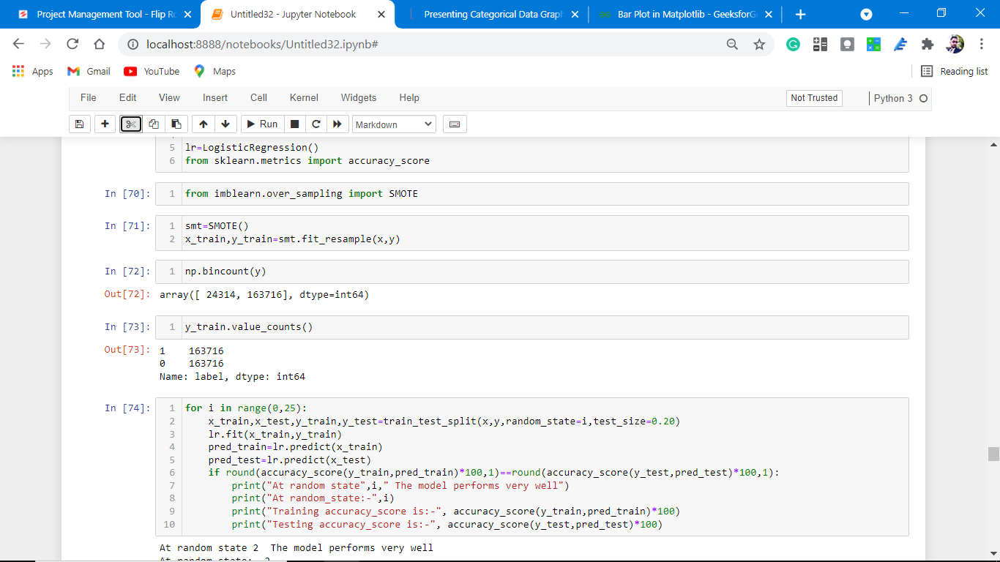 Project Management Tool - Flip Ro
Untitled32 - Jupyter Notebook
Presenting Categorical Data Graph
Bar Plot in Matplotlib - GeeksforG
localhost:8888/notebooks/Untitled32.ipynb#
Apps
Gmail
YouTube
Maps
Reading list
File Edit View Insert Cell Kernel Widgets Help
Not Trusted
Python 3
Run
Markdown
5 lr=LogisticRegression()
6 from sklearn.metrics import accuracy_score
In [70]: 1 from imblearn.over_sampling import SMOTE
In [71]: 1 smt=SMOTE()
2 x_train,y_train=smt.fit_resample(x,y)
In [72]: 1 np.bincount(y)
Out[72]: array([ 24314, 163716], dtype=int64)
In [73]: 1 y_train.value_counts()
Out[73]: 1    163716
0    163716
Name: label, dtype: int64
In [74]: 1 for i in range(0,25):
2     x_train,x_test,y_train,y_test=train_test_split(x,y,random_state=i,test_size=0.20)
3     lr.fit(x_train,y_train)
4     pred_train=lr.predict(x_train)
5     pred_test=lr.predict(x_test)
6     if round(accuracy_score(y_train,pred_train)*100,1)==round(accuracy_score(y_test,pred_test)*100,1):
7         print("At random state",i," The model performs very well")
8         print("At random_state:-",i)
9         print("Training accuracy_score is:-", accuracy_score(y_train,pred_train)*100)
10         print("Testing accuracy_score is:-", accuracy_score(y_test,pred_test)*100)
At random state 2  The model performs very well